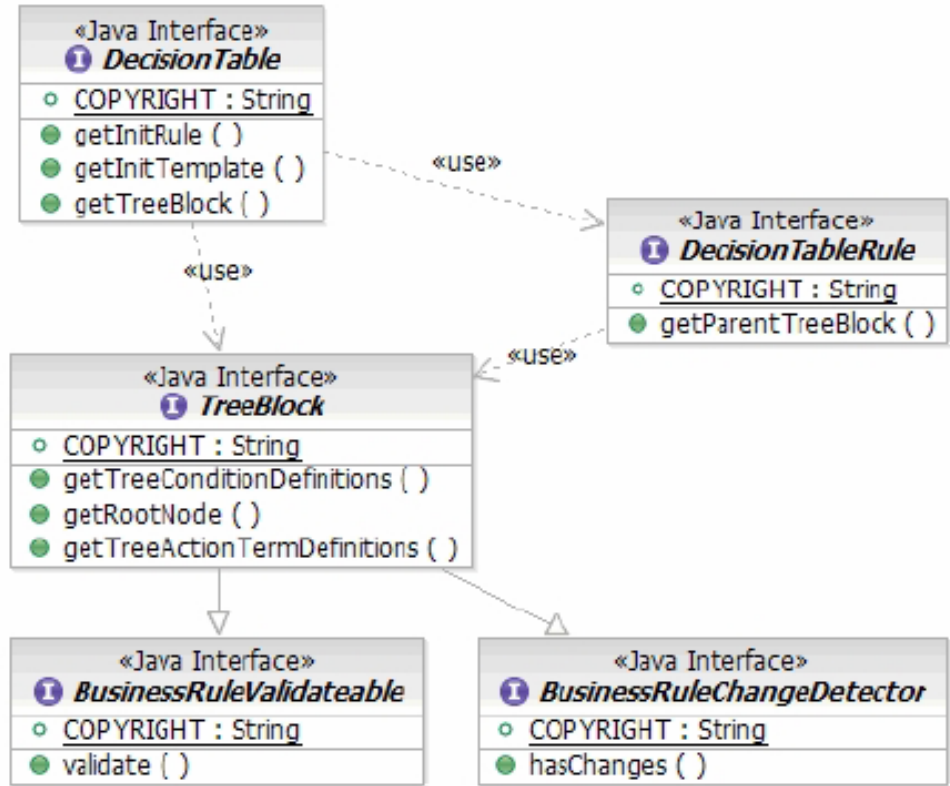 «Java Interface»
DecisionTable
COPYRIGHT : String
getInitRule ( )
getInitTemplate ( )
getTreeBlock ( )
«use»
«use»
«Java Interface»
DecisionTableRule
COPYRIGHT : String
getParentTreeBlock ( )
«use»
«Java Interface»
TreeBlock
COPYRIGHT : String
getTreeConditionDefinitions ( )
getRootNode ( )
getTreeActionTermDefinitions ( )
«Java Interface»
BusinessRuleValidateable
COPYRIGHT : String
validate ( )
«Java Interface»
BusinessRuleChangeDetector
COPYRIGHT : String
hasChanges ( )